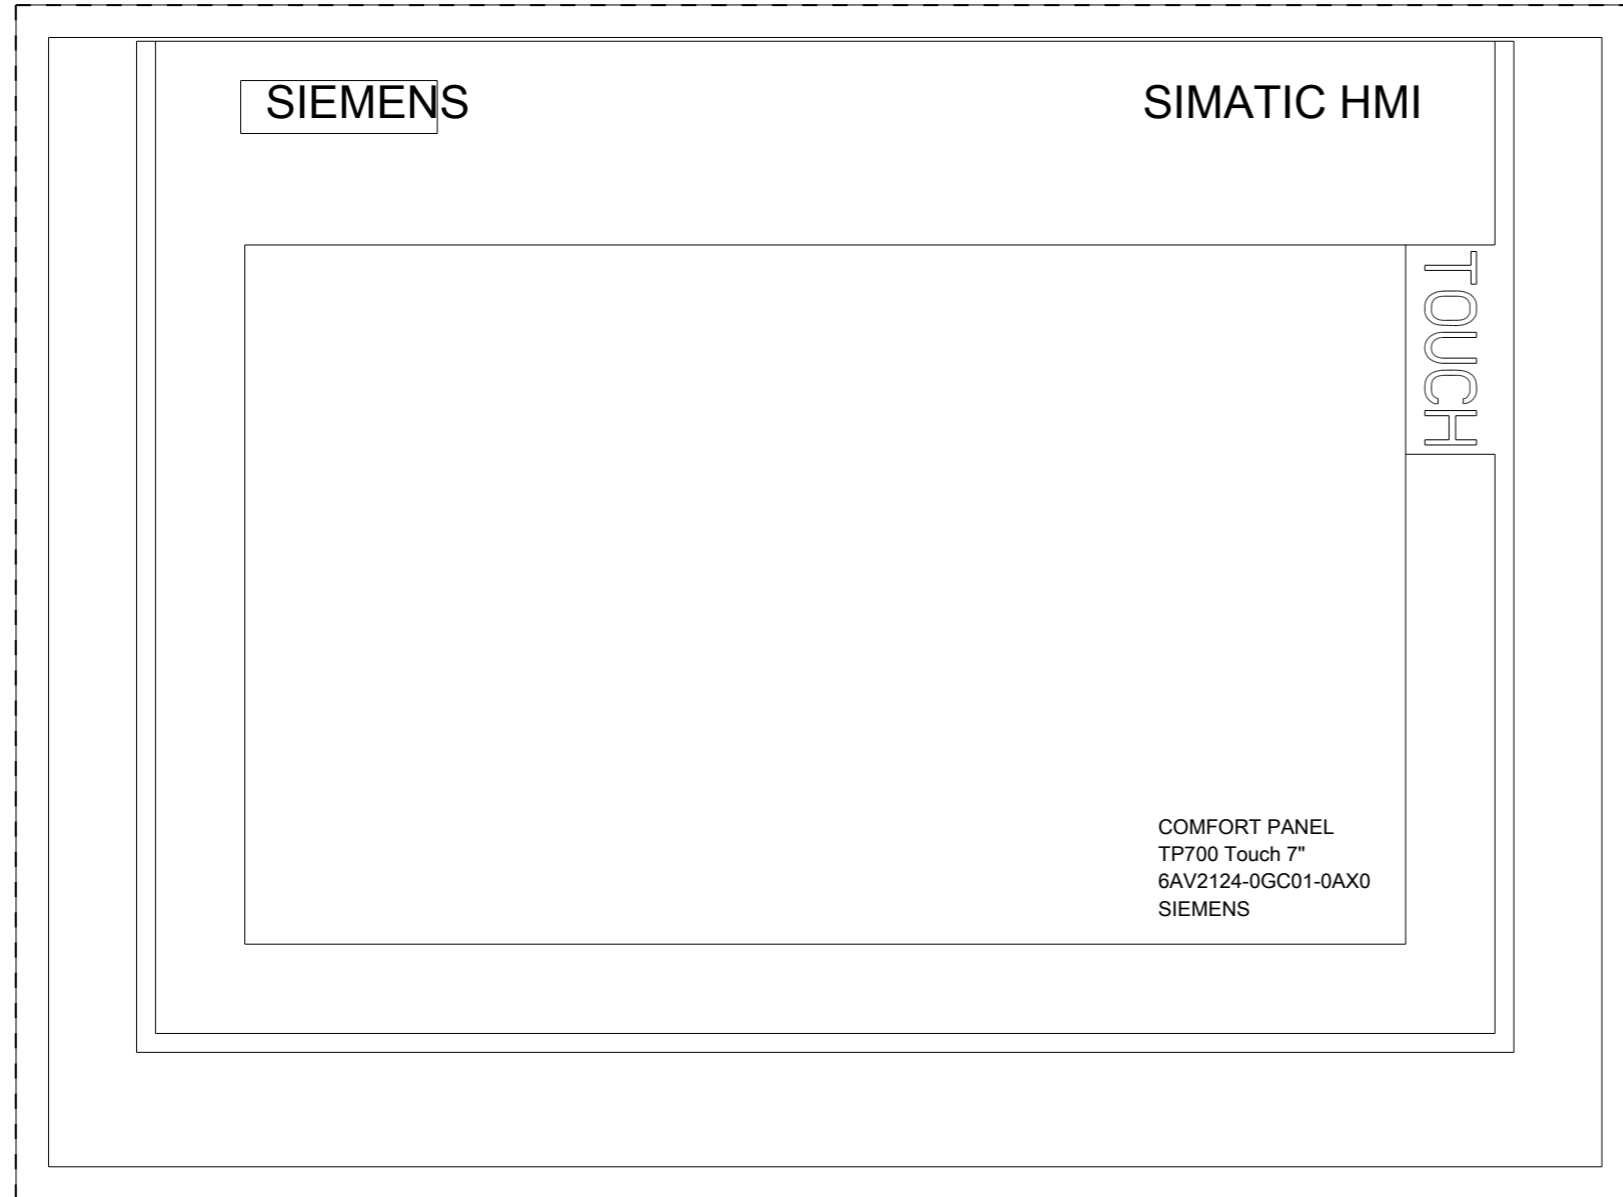 SIEMENS
SIMATIC HMI
TOUCH
COMFORT PANEL
TP700 Touch 7"
6AV2124-0GC01-0AX0
SIEMENS